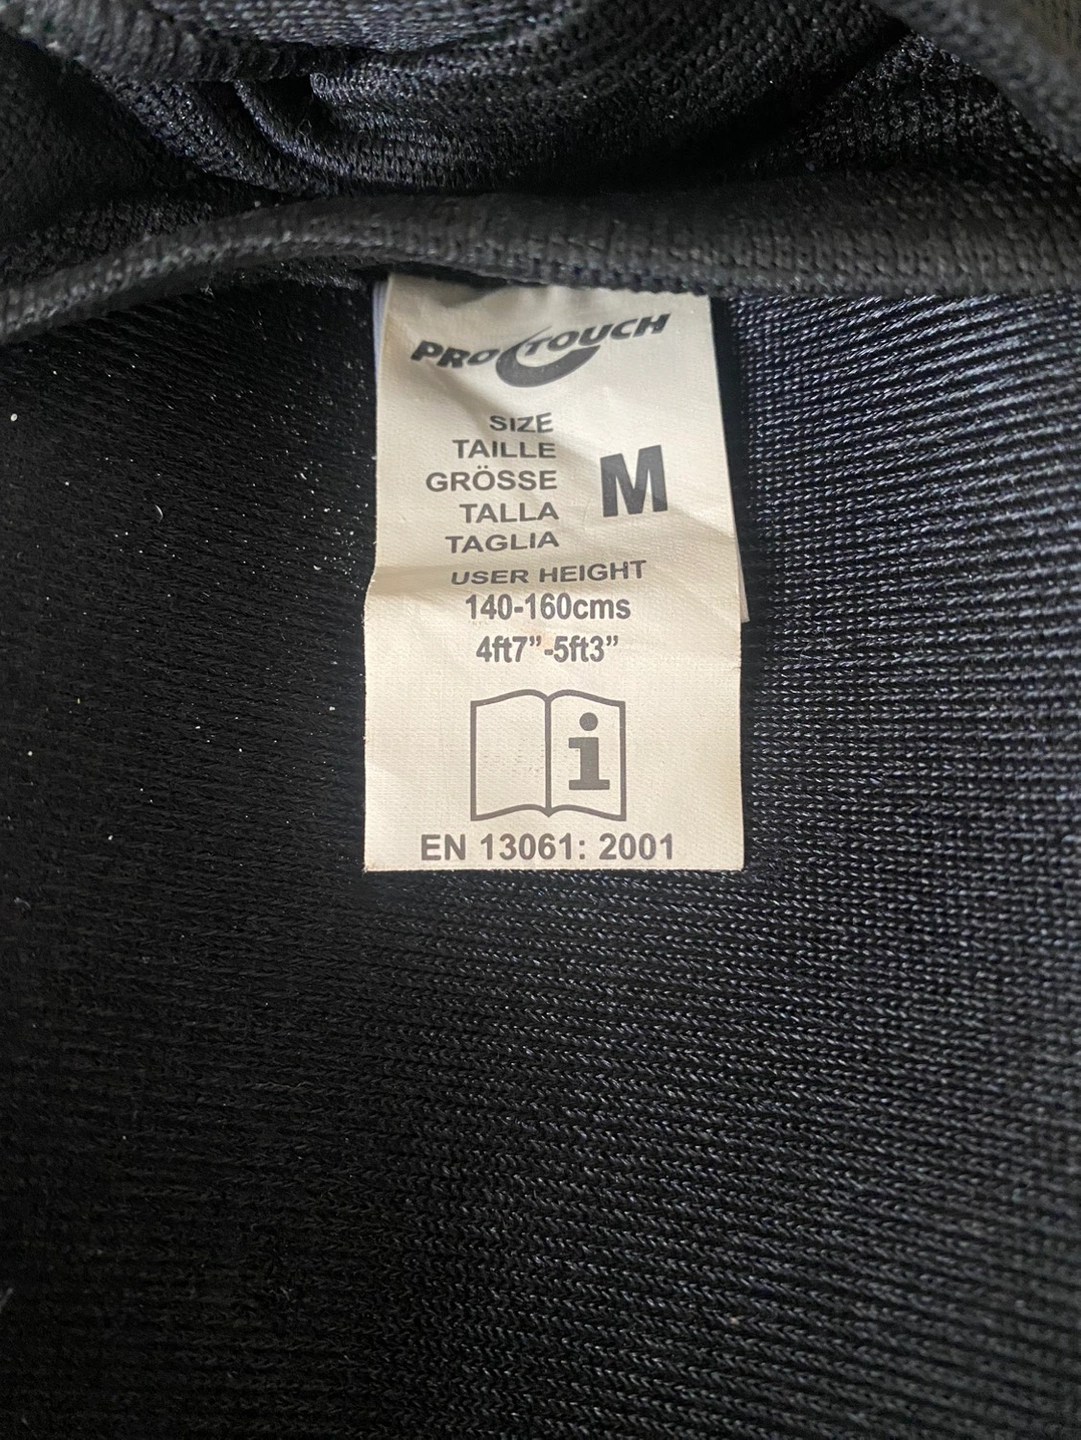 PRO TOUCH
SIZE
TAILLE
GRÖSSE
TALLA
TAGLIA
M
USER HEIGHT
140-160cms
4ft7”-5ft3”
i
EN 13061: 2001